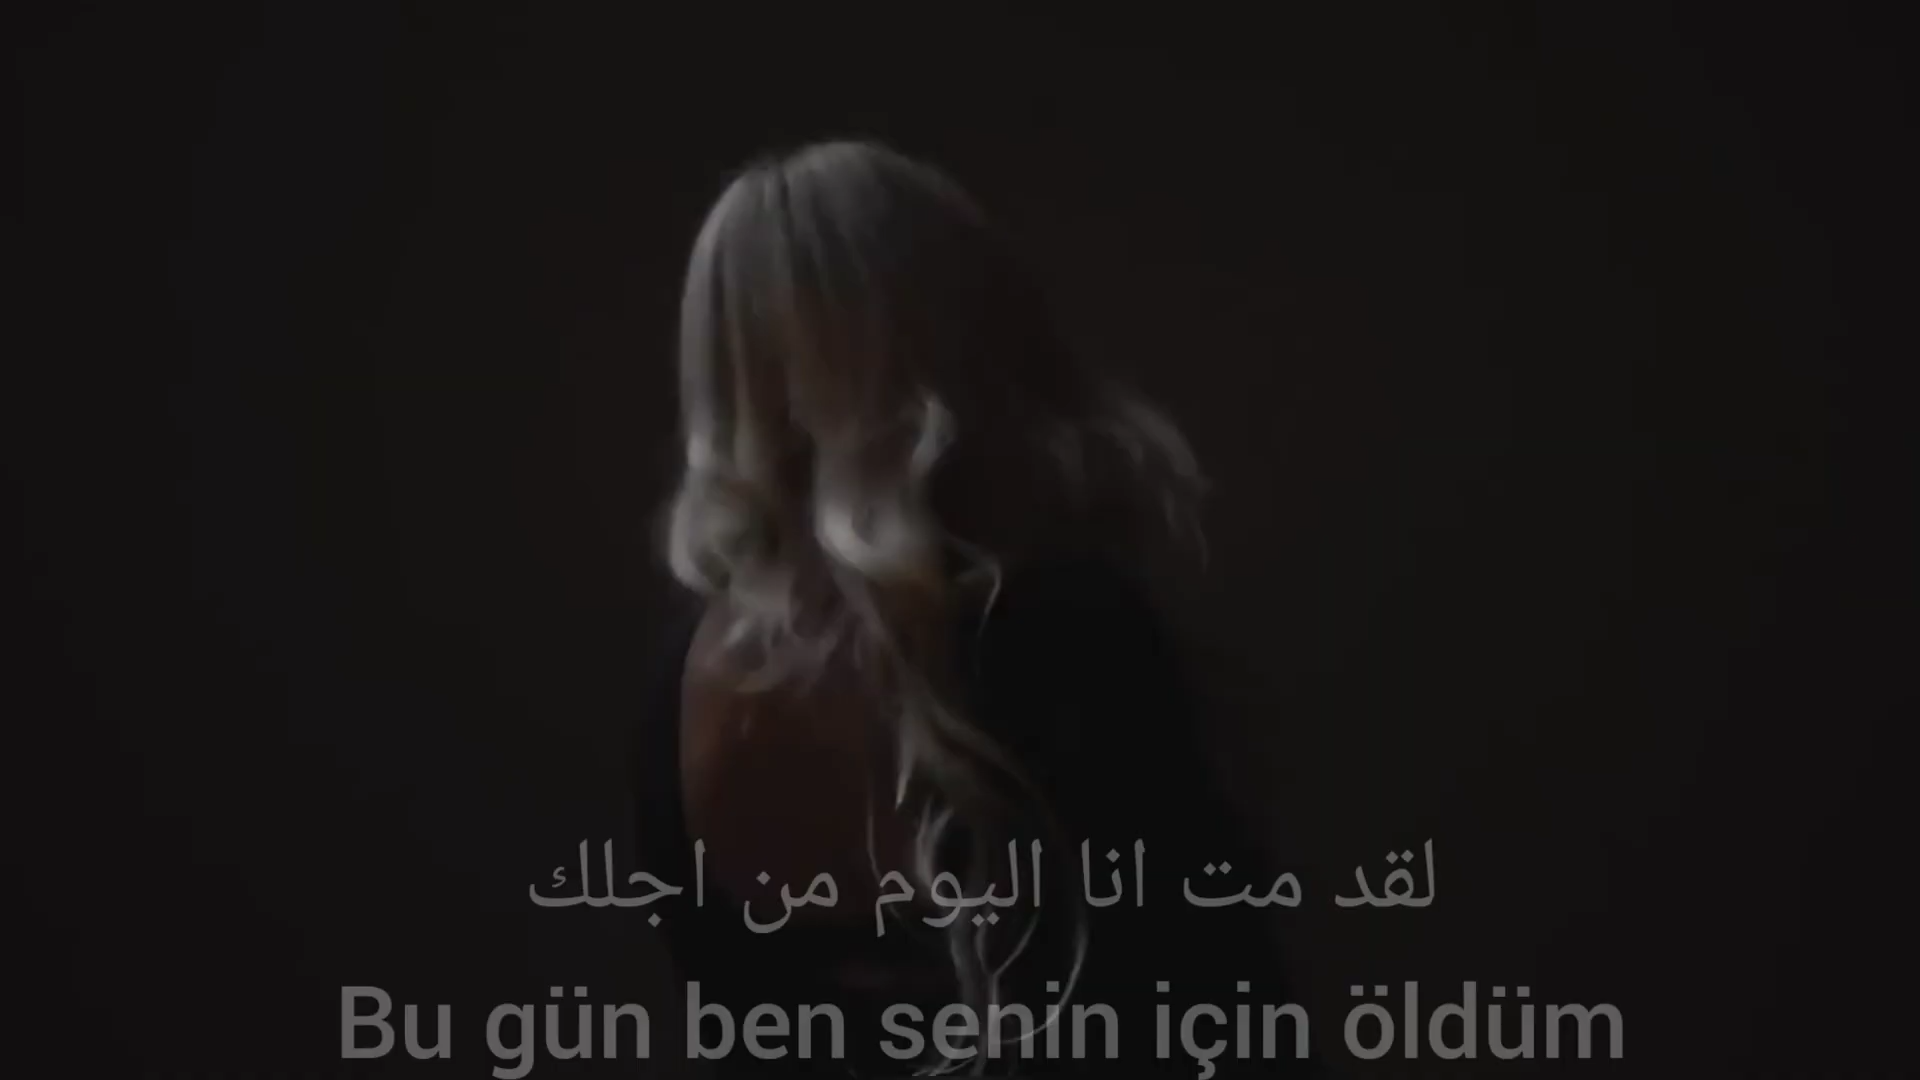 لقد مت انا اليوم من اجلك
Bu gün ben senin için öldüm